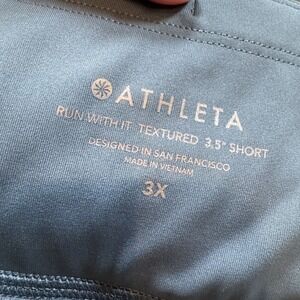 ATHLETA
RUN WITH IT TEXTURED 3.5" SHORT
DESIGNED IN SAN FRANCISCO
MADE IN VIETNAM
3X